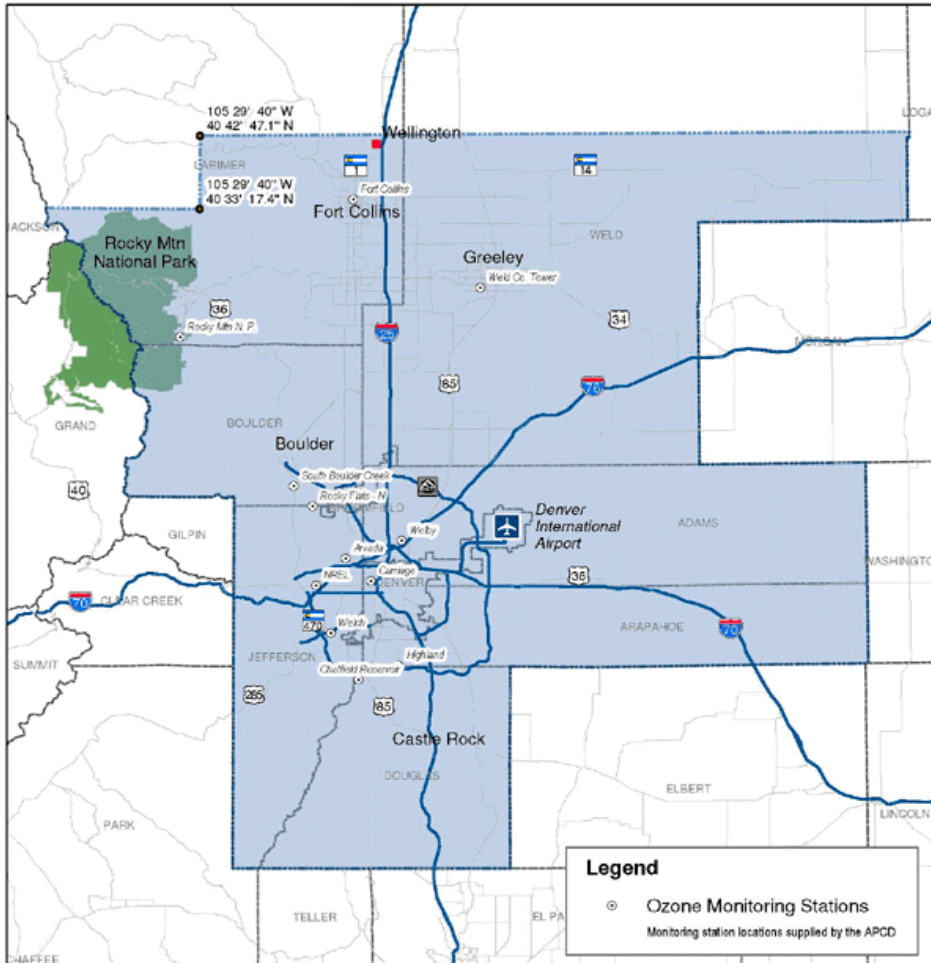 105 29' 40" W
40 42' 47.1" N
Wellington
LOGA
LARIMER
1
14
105 29' 40" W
40 33' 17.4" N
Fort Collins
Fort Collins
JACKSON
WELD
Rocky Mtn
National Park
Greeley
Weld Co. Tower
36
34
Rocky Mtn N.P.
25
MORGAN
85
76
GRAND
BOULDER
Boulder
40
South Boulder Creek
Rocky Flats - N
BROOMFIELD
Denver
International
Airport
GILPIN
Welby
ADAMS
Arvada
WASHINGTO
NREL
Carriage
DENVER
36
70
CLEAR CREEK
470
Welch
ARAPAHOE
70
SUMMIT
JEFFERSON
Highland
Chatfield Reservoir
285
85
Castle Rock
DOUGLAS
ELBERT
LINCOLN
PARK
Legend
Ozone Monitoring Stations
Monitoring station locations supplied by the APCD
TELLER
EL PA
CHAFFEE